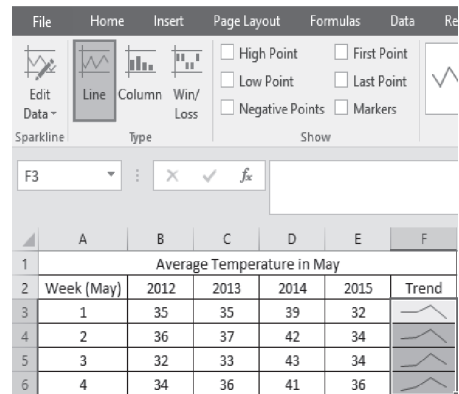 File Home Insert Page Layout Formulas Data Re
High Point First Point
Low Point Last Point
Negative Points Markers
Edit Data Line Column Win/ Loss
Sparkline Type Show
F3 fx
A B C D E F
1 Average Temperature in May
2 Week (May) 2012 2013 2014 2015 Trend
3 1 35 35 39 32
4 2 36 37 42 34
5 3 32 33 43 34
6 4 34 36 41 36